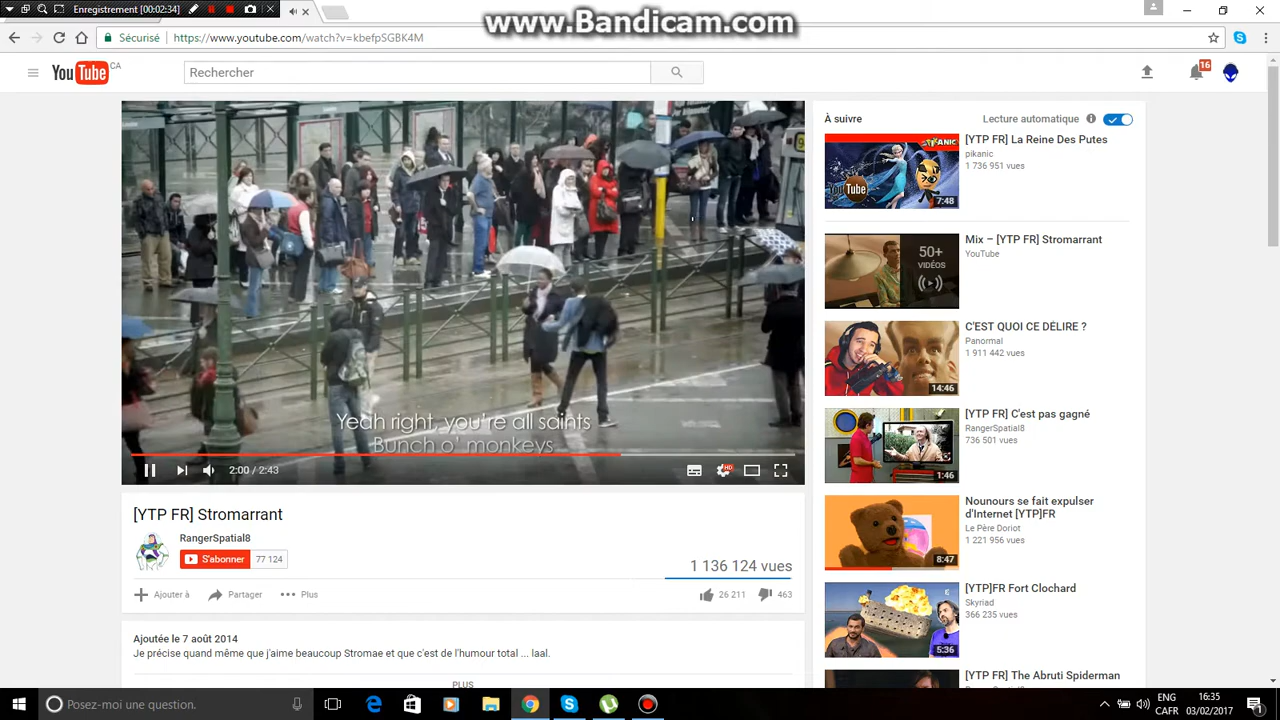 Enregistrement [00:02:34]
www.Bandicam.com
Sécurisé
https://www.youtube.com/watch?v=kbefpSGBK4M
YouTube CA
Rechercher
16
Yeah right, you're all saints
Bunch o' monkeys
2:00 / 2:43
HD
[YTP FR] Stromarrant
RangerSpatial8
S'abonner 77 124
1 136 124 vues
Ajouter à Partager Plus
26 211 463
Ajoutée le 7 août 2014
Je précise quand même que j'aime beaucoup Stromae et que c'est de l'humour total ... laal.
PLUS
À suivre
Lecture automatique
[YTP FR] La Reine Des Putes
pikanic
1 736 951 vues
PIKANIC
YouTube
7:48
Mix – [YTP FR] Stromarrant
YouTube
50+
VIDÉOS
C'EST QUOI CE DÉLIRE ?
Panormal
1 911 442 vues
14:46
[YTP FR] C'est pas gagné
RangerSpatial8
736 501 vues
1:46
Nounours se fait expulser
d'Internet [YTP]FR
Le Père Doriot
1 221 956 vues
8:47
[YTP]FR Fort Clochard
Skyriad
366 235 vues
5:36
[YTP FR] The Abruti Spiderman
Posez-moi une question.
ENG
CAFR
16:35
03/02/2017
1